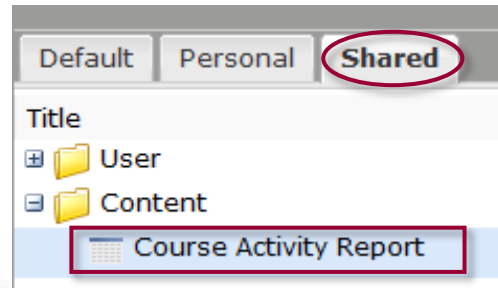 Default Personal Shared
Title
User
Content
Course Activity Report